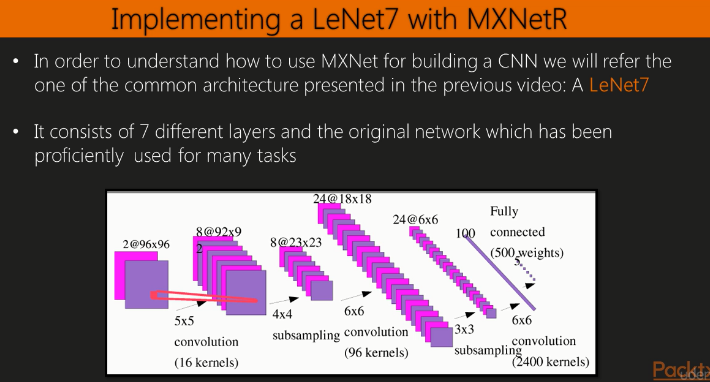 Implementing a LeNet7 with MXNetR
• In order to understand how to use MXNet for building a CNN we will refer the
one of the common architecture presented in the previous video: A LeNet7
• It consists of 7 different layers and the original network which has been
proficiently used for many tasks
2@96x96
8@92x9
2
8@23x23
24@18x18
24@6x6
100
Fully
connected
(500 weights)
5
5x5
convolution
(16 kernels)
4x4
subsampling
6x6
convolution
(96 kernels)
3x3
subsampling
6x6
convolution
(2400 kernels)
Packt